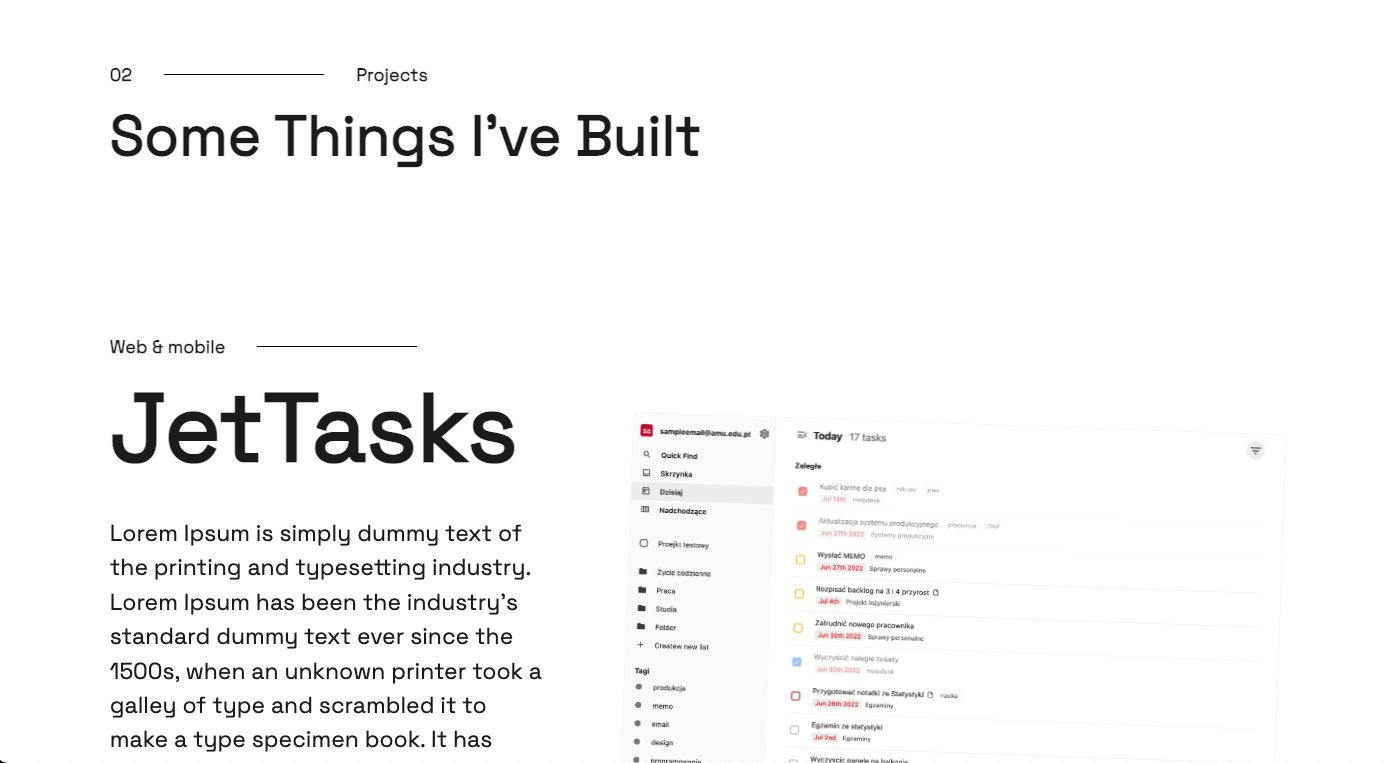 02 Projects
Some Things I've Built
Web & mobile
JetTasks
Lorem Ipsum is simply dummy text of
the printing and typesetting industry.
Lorem Ipsum has been the industry's
standard dummy text ever since the
1500s, when an unknown printer took a
galley of type and scrambled it to
make a type specimen book. It has
sa sampleemail@amu.edu.pl
Quick Find
Skrzynka
Dzisiaj
Nadchodzące
Proejkt testowy
Życie codzienne
Praca
Studia
Folder
+ Createw new list
Tagi
produkcja
memo
email
design
programowanie
Today 17 tasks
Zaległe
Kupić karmę dla psa zakupy pies
Jul 14th Helpdesk
Aktualizacja systemu produkcyjnego produkcja
Jun 27th 2022 Systemy produkcyjne
Wysłać MEMO memo
Jun 27th 2022 Sprawy personalne
Rozpisać backlog na 3 i 4 przyrost
Jul 4th Projekt inżynierski
Zatrudnić nowego pracownika
Jun 30th 2022 Sprawy personalne
Wyczyścić zaległe tickety
Jun 30th 2022 Helpdesk
Przygotować notatki ze Statystyki nauka
Jun 26th 2022 Egzaminy
Egzamin ze statystyki
Jul 2nd Egzaminy
Wyczyscic panele na balkonie